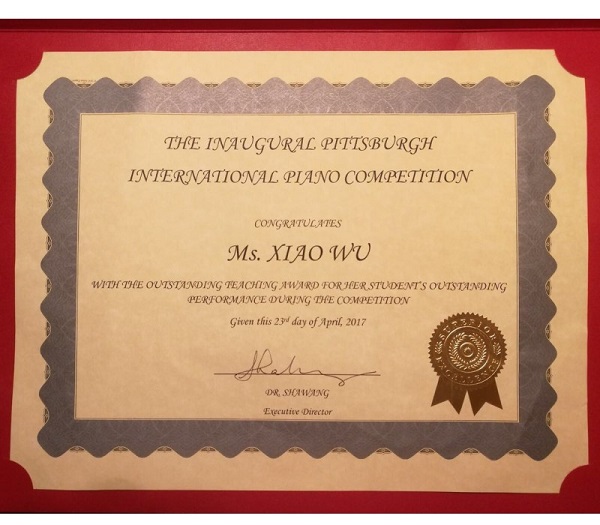 THE INAUGURAL PITTSBURGH
INTERNATIONAL PIANO COMPETITION
CONGRATULATES
Ms. XIAO WU
WITH THE OUTSTANDING TEACHING AWARD FOR HER STUDENT'S OUTSTANDING
PERFORMANCE DURING THE COMPETITION
Given this 23rd day of April, 2017
DR. SHAWANG
Executive Director
SUPERIOR